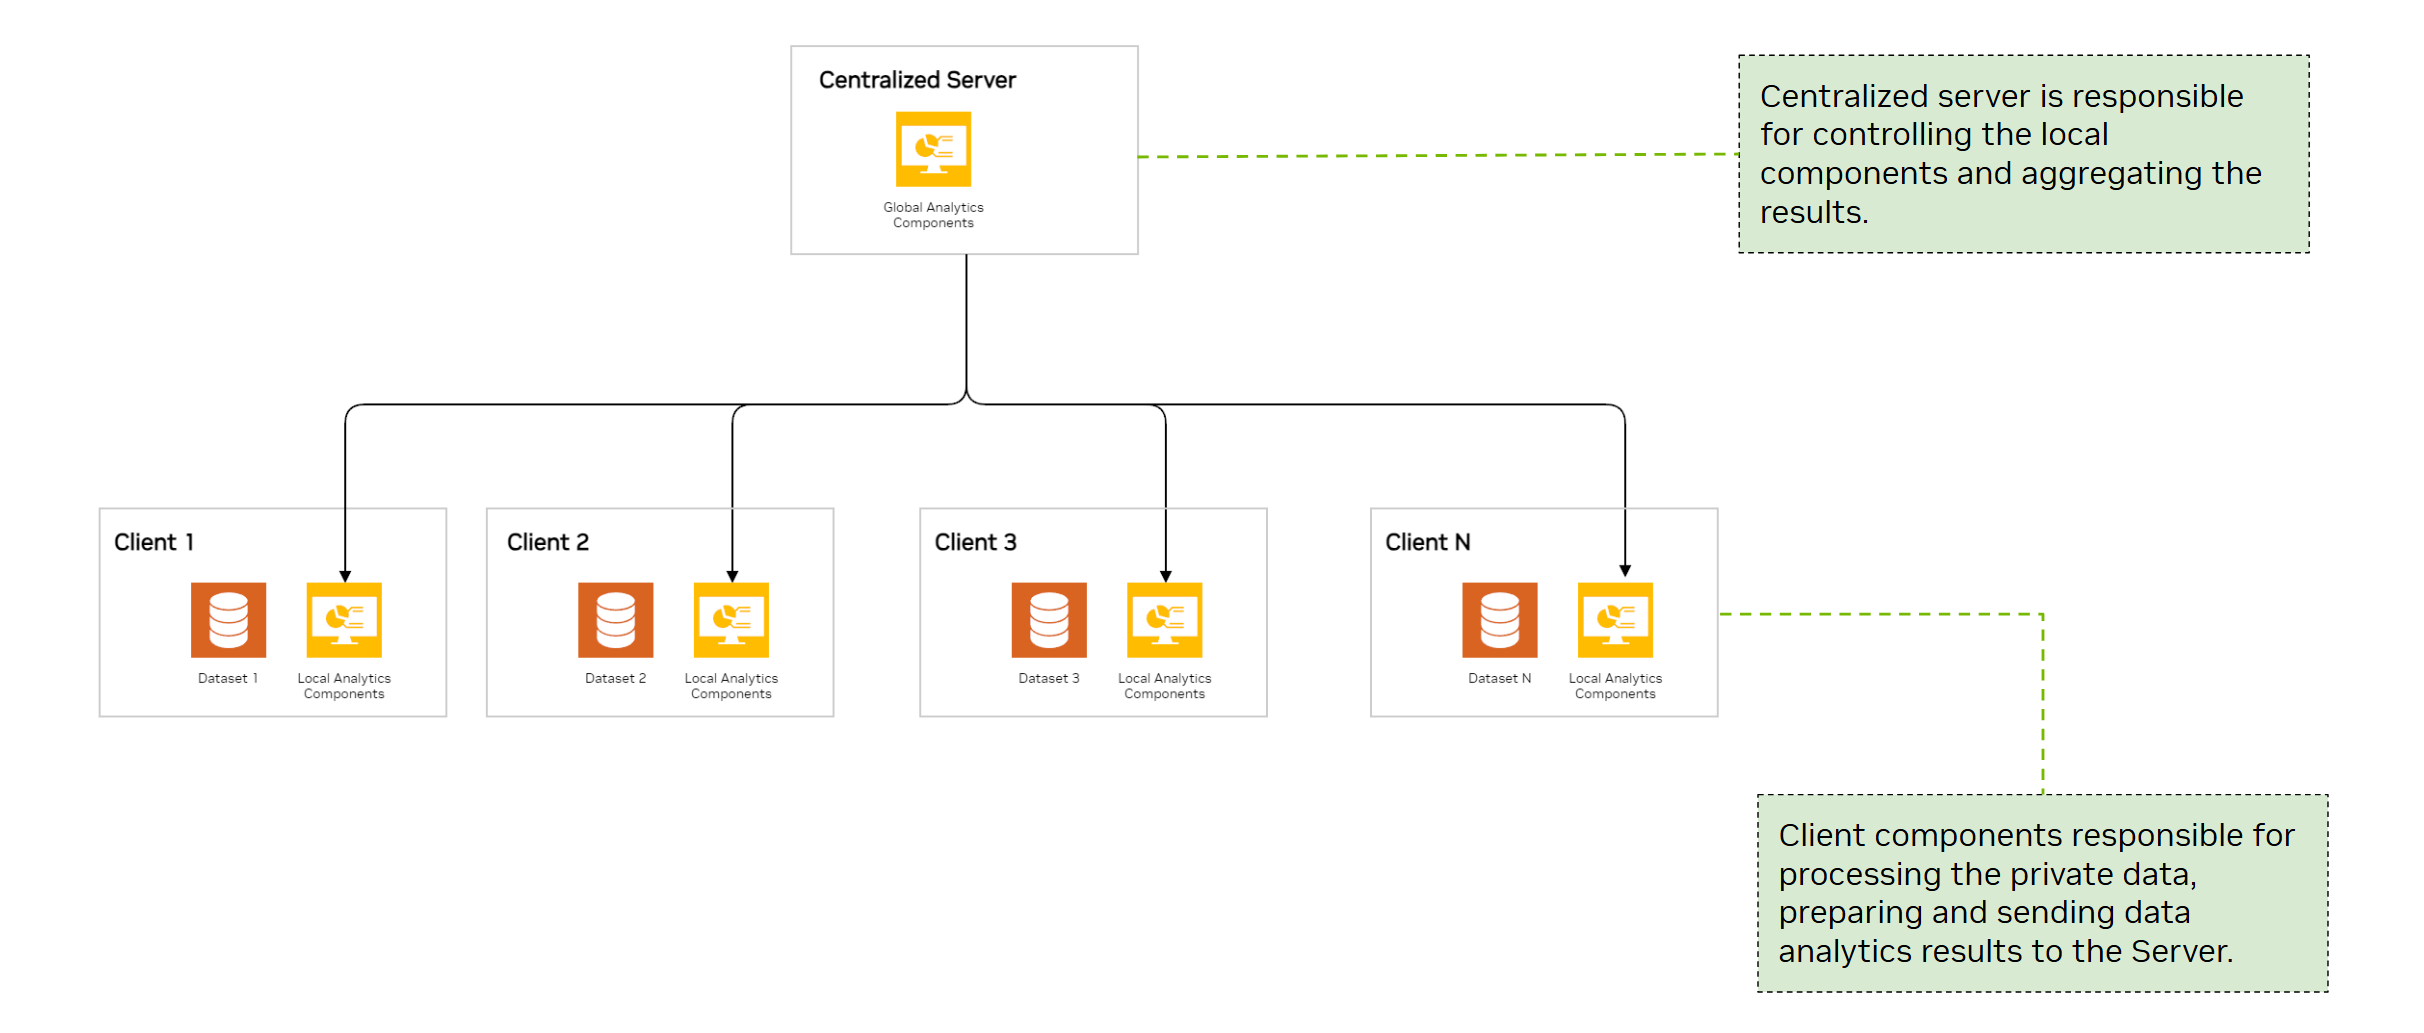 Centralized Server
Global Analytics
Components
Centralized server is responsible
for controlling the local
components and aggregating the
results.
Client 1
Dataset 1
Local Analytics
Components
Client 2
Dataset 2
Local Analytics
Components
Client 3
Dataset 3
Local Analytics
Components
Client N
Dataset N
Local Analytics
Components
Client components responsible for
processing the private data,
preparing and sending data
analytics results to the Server.